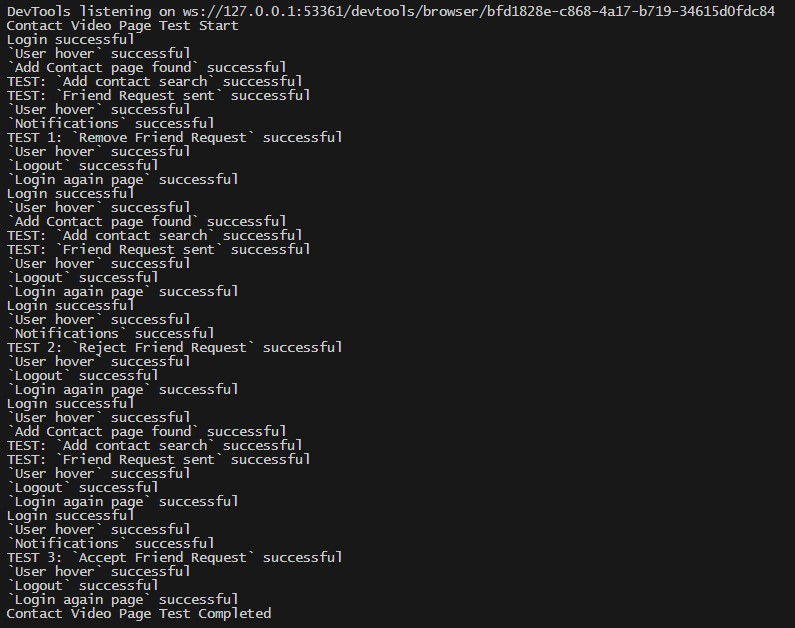 DevTools listening on ws://127.0.0.1:53361/devtools/browser/bfd1828e-c868-4a17-b719-34615d0fdc84
Contact Video Page Test Start
Login successful
`User hover` successful
`Add Contact page found` successful
TEST: `Add contact search` successful
TEST: `Friend Request sent` successful
`User hover` successful
`Notifications` successful
TEST 1: `Remove Friend Request` successful
`User hover` successful
`Logout` successful
`Login again page` successful
Login successful
`User hover` successful
`Add Contact page found` successful
TEST: `Add contact search` successful
TEST: `Friend Request sent` successful
`User hover` successful
`Logout` successful
`Login again page` successful
Login successful
`User hover` successful
`Notifications` successful
TEST 2: `Reject Friend Request` successful
`User hover` successful
`Logout` successful
`Login again page` successful
Login successful
`User hover` successful
`Add Contact page found` successful
TEST: `Add contact search` successful
TEST: `Friend Request sent` successful
`User hover` successful
`Logout` successful
`Login again page` successful
Login successful
`User hover` successful
`Notifications` successful
TEST 3: `Accept Friend Request` successful
`User hover` successful
`Logout` successful
`Login again page` successful
Contact Video Page Test Completed